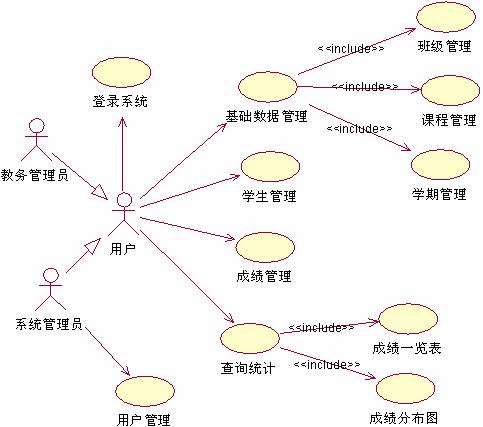 班级管理
<<include>>
登录系统
<<include>>
基础数据管理
课程管理
<<include>>
教务管理员
学生管理
学期管理
用户
成绩管理
系统管理员
<<include>>
成绩一览表
查询统计
<<include>>
用户管理
成绩分布图